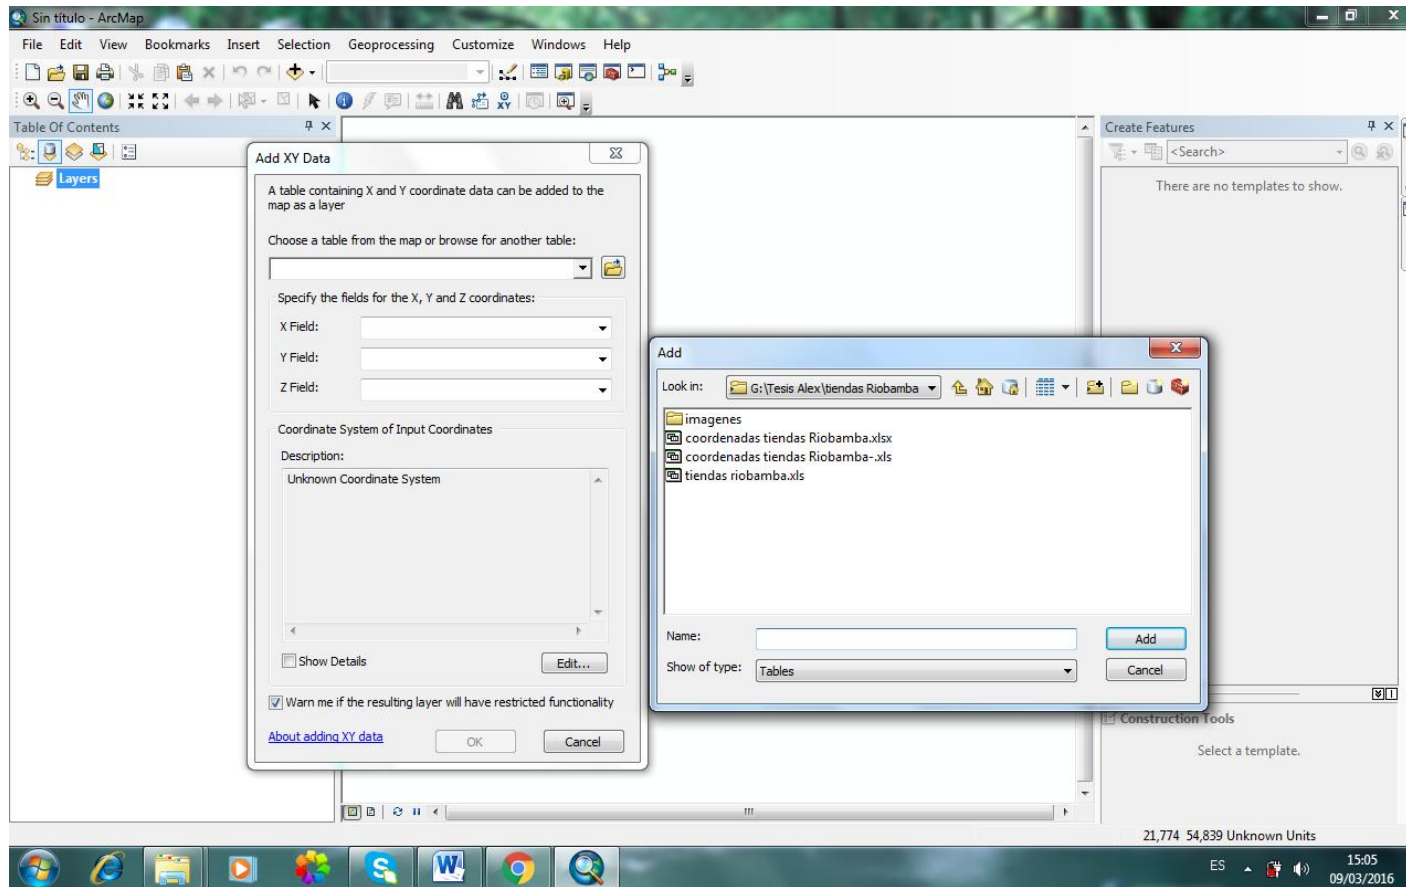 Sin título - ArcMap
File Edit View Bookmarks Insert Selection Geoprocessing Customize Windows Help
Table Of Contents
Layers
Add XY Data
A table containing X and Y coordinate data can be added to the
map as a layer
Choose a table from the map or browse for another table:
Specify the fields for the X, Y and Z coordinates:
X Field:
Y Field:
Z Field:
Coordinate System of Input Coordinates
Description:
Unknown Coordinate System
Show Details
Edit...
Warn me if the resulting layer will have restricted functionality
About adding XY data
OK
Cancel
Add
Look in: G:\Tesis Alex\tiendas Riobamba
imagenes
coordenadas tiendas Riobamba.xlsx
coordenadas tiendas Riobamba-.xls
tiendas riobamba.xls
Name:
Add
Show of type: Tables
Cancel
Create Features
<Search>
There are no templates to show.
Construction Tools
Select a template.
21,774 54,839 Unknown Units
ES
15:05
09/03/2016